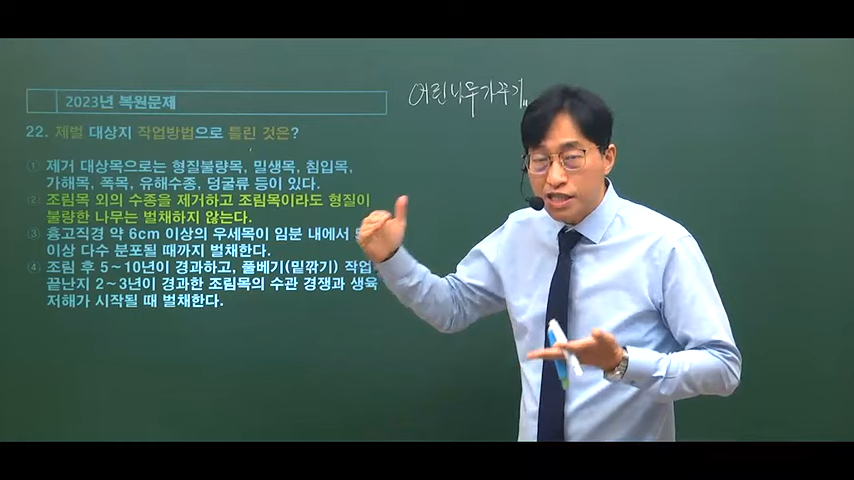 2023년 복원문제
어린나무가꾸기
22. 제벌 대상지 작업방법으로 틀린 것은?
① 제거 대상목으로는 형질불량목, 밀생목, 침입목,
가해목, 폭목, 유해수종, 덩굴류 등이 있다.
② 조림목 외의 수종을 제거하고 조림목이라도 형질이
불량한 나무는 벌채하지 않는다.
③ 흉고직경 약 6cm 이상의 우세목이 임분 내에서
이상 다수 분포될 때까지 벌채한다.
④ 조림 후 5~10년이 경과하고, 풀베기(밑깎기) 작업
끝난지 2~3년이 경과한 조림목의 수관 경쟁과 생육
저해가 시작될 때 벌채한다.